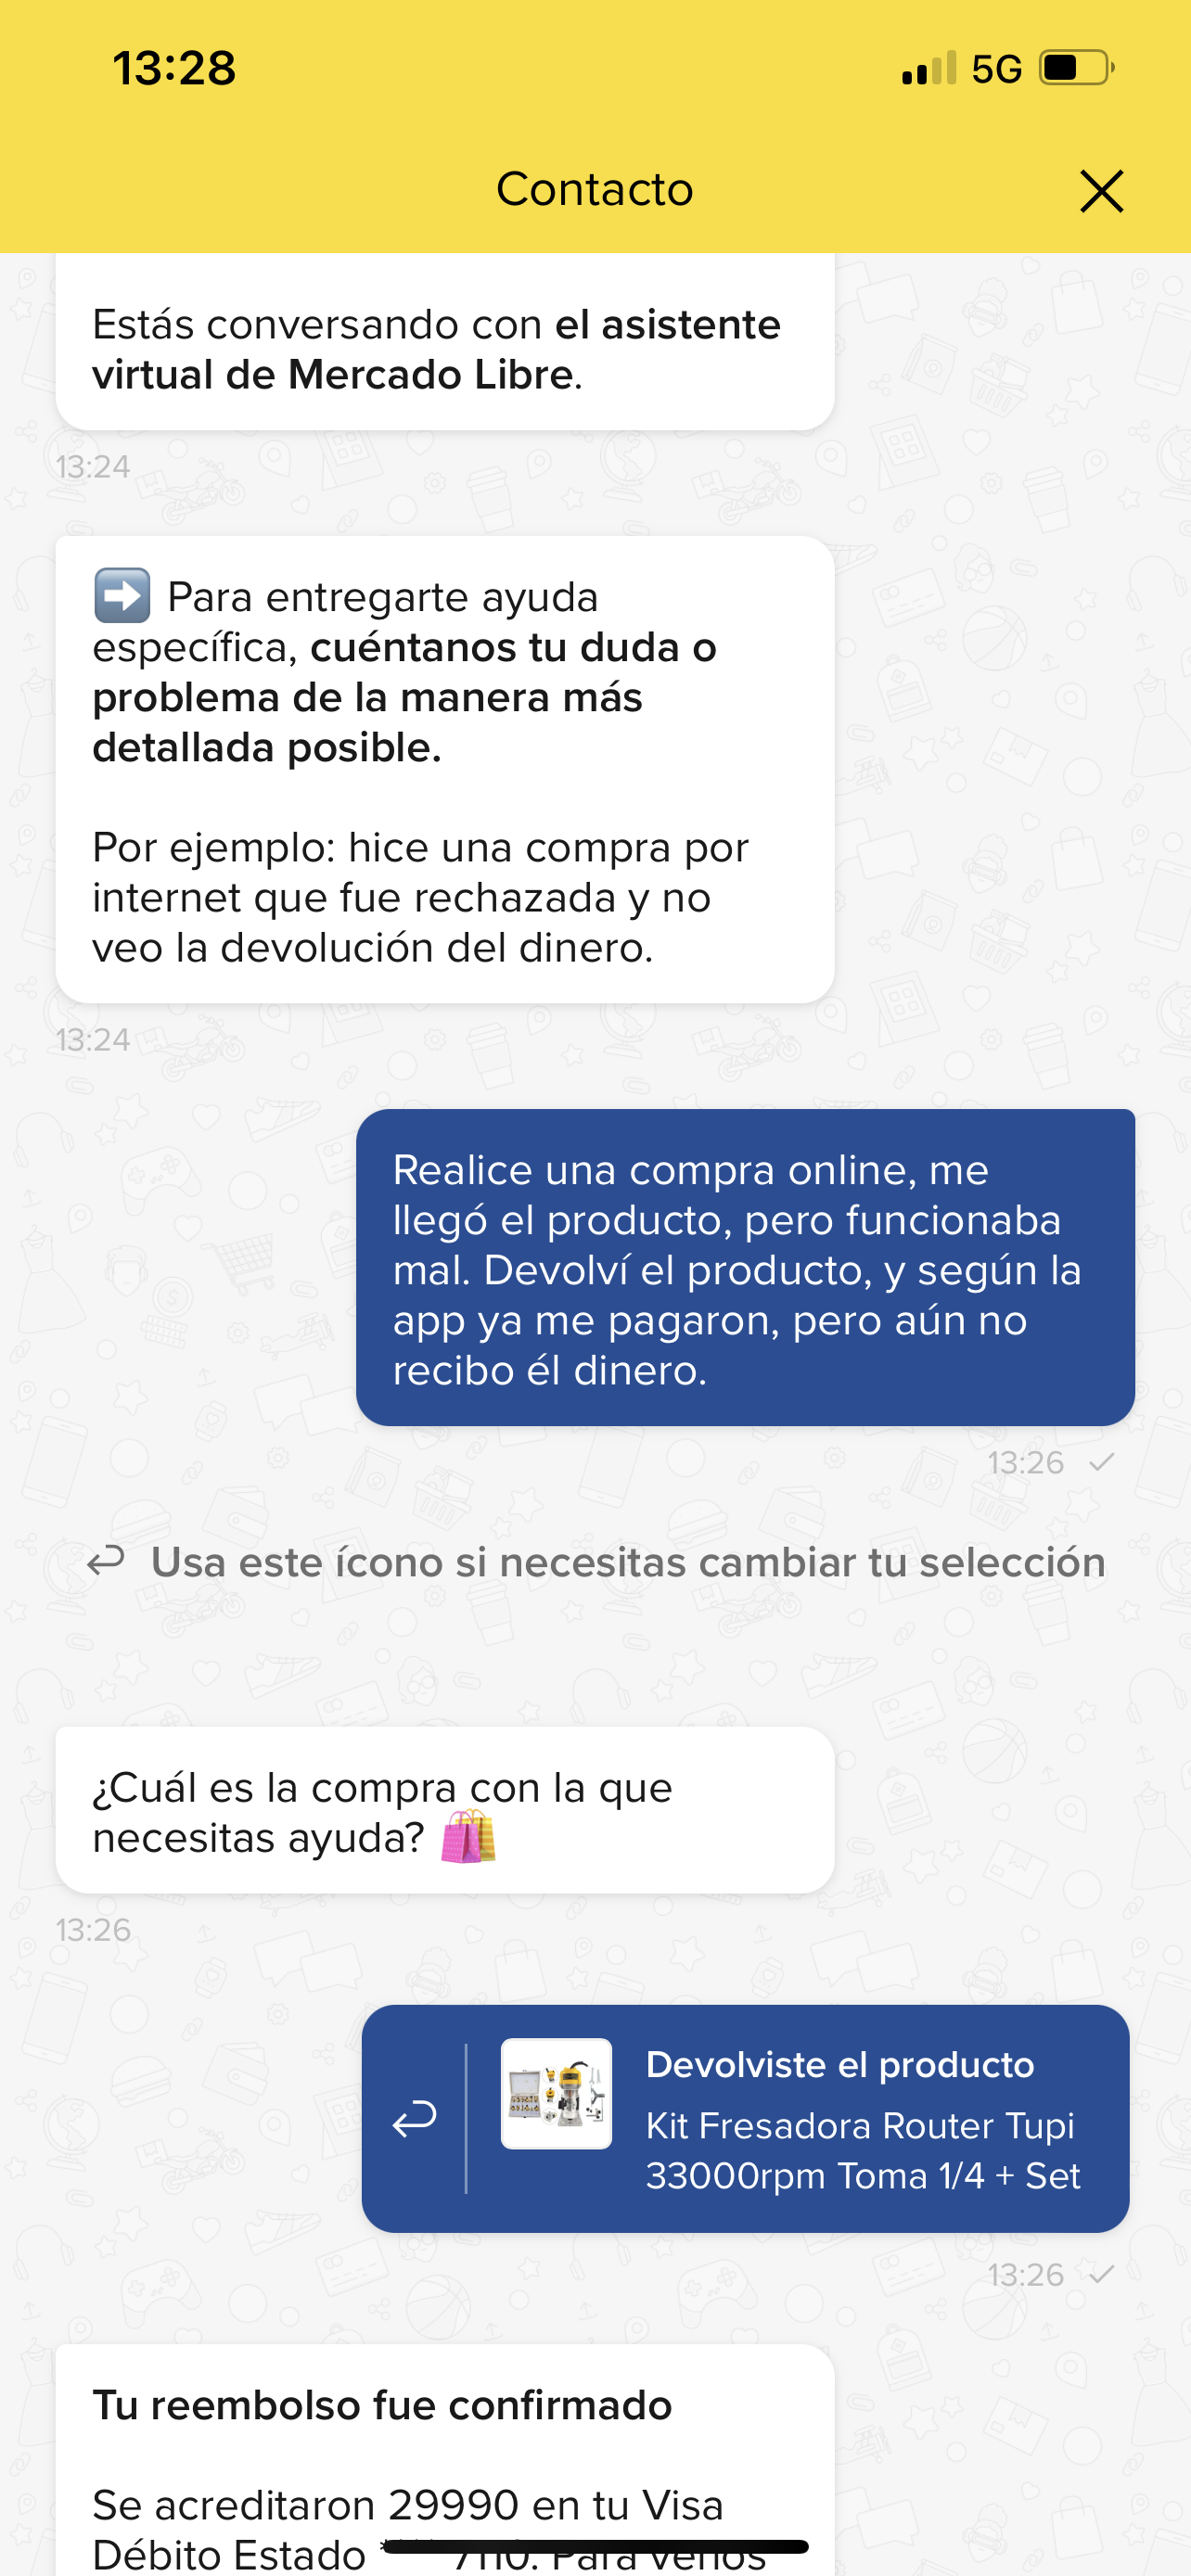 13:28
5G
Contacto
Estás conversando con el asistente
virtual de Mercado Libre.
13:24
➡️ Para entregarte ayuda
específica, cuéntanos tu duda o
problema de la manera más
detallada posible.
Por ejemplo: hice una compra por
internet que fue rechazada y no
veo la devolución del dinero.
13:24
Realice una compra online, me
llegó el producto, pero funcionaba
mal. Devolví el producto, y según la
app ya me pagaron, pero aún no
recibo él dinero.
13:26
Usa este ícono si necesitas cambiar tu selección
¿Cuál es la compra con la que
necesitas ayuda? 🛍️
13:26
Devolviste el producto
Kit Fresadora Router Tupi
33000rpm Toma 1/4 + Set
13:26
Tu reembolso fue confirmado
Se acreditaron 29990 en tu Visa
Débito Estado